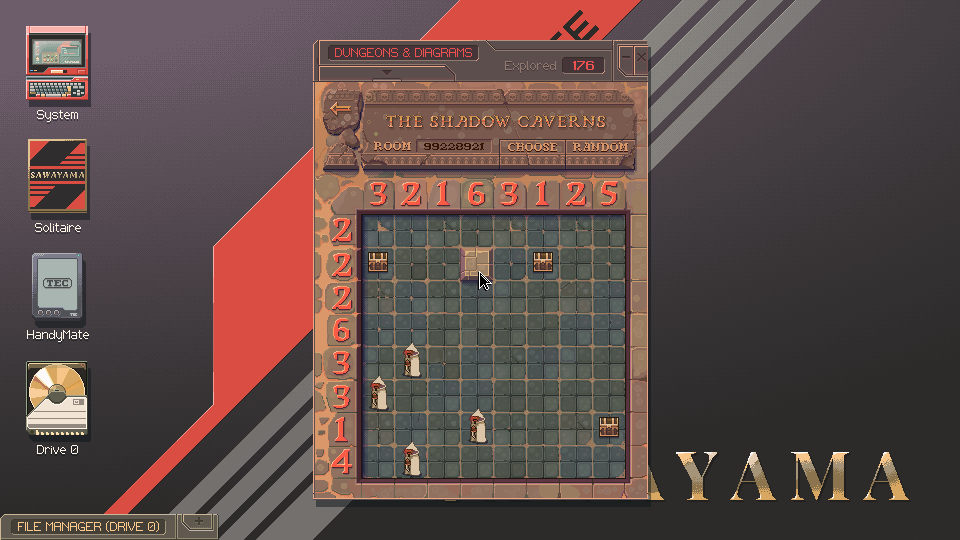 FE
DUNGEONS & DIAGRAMS
Explored 176
THE SHADOW CAVERNS
ROOM 99228921 CHOOSE RANDOM
3 2 1 6 3 1 2 5
2
2
2
6
3
3
1
4
System
SAWAYAMA
Solitaire
TEC
HandyMate
Drive 0
AYAMA
FILE MANAGER (DRIVE 0)
+